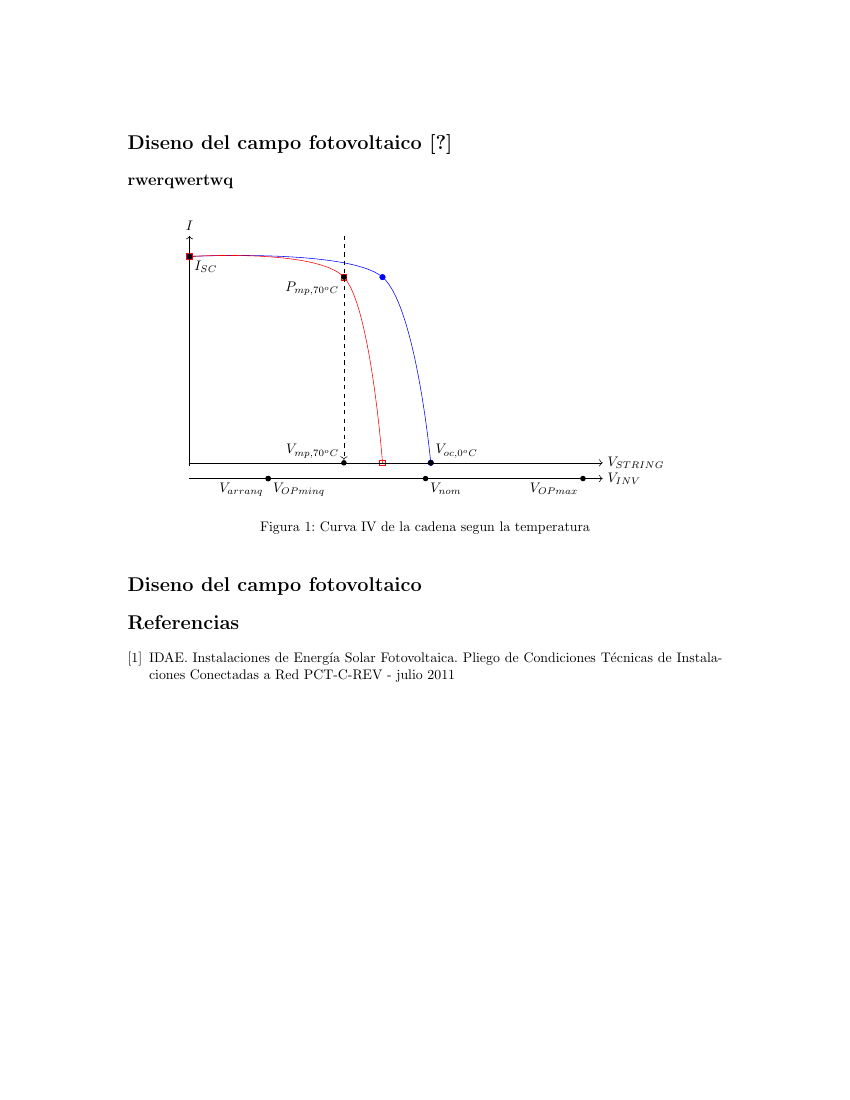 Diseno del campo fotovoltaico [?]
rwerqwertwq
I
I_{SC}
P_{mp,70^oC}
V_{mp,70^oC}
V_{oc,0^oC}
V_{STRING}
V_{INV}
V_{arranq}
V_{OPminq}
V_{nom}
V_{OPmax}
Figura 1: Curva IV de la cadena segun la temperatura
Diseno del campo fotovoltaico
Referencias
[1] IDAE. Instalaciones de Energía Solar Fotovoltaica. Pliego de Condiciones Técnicas de Instala-
ciones Conectadas a Red PCT-C-REV - julio 2011